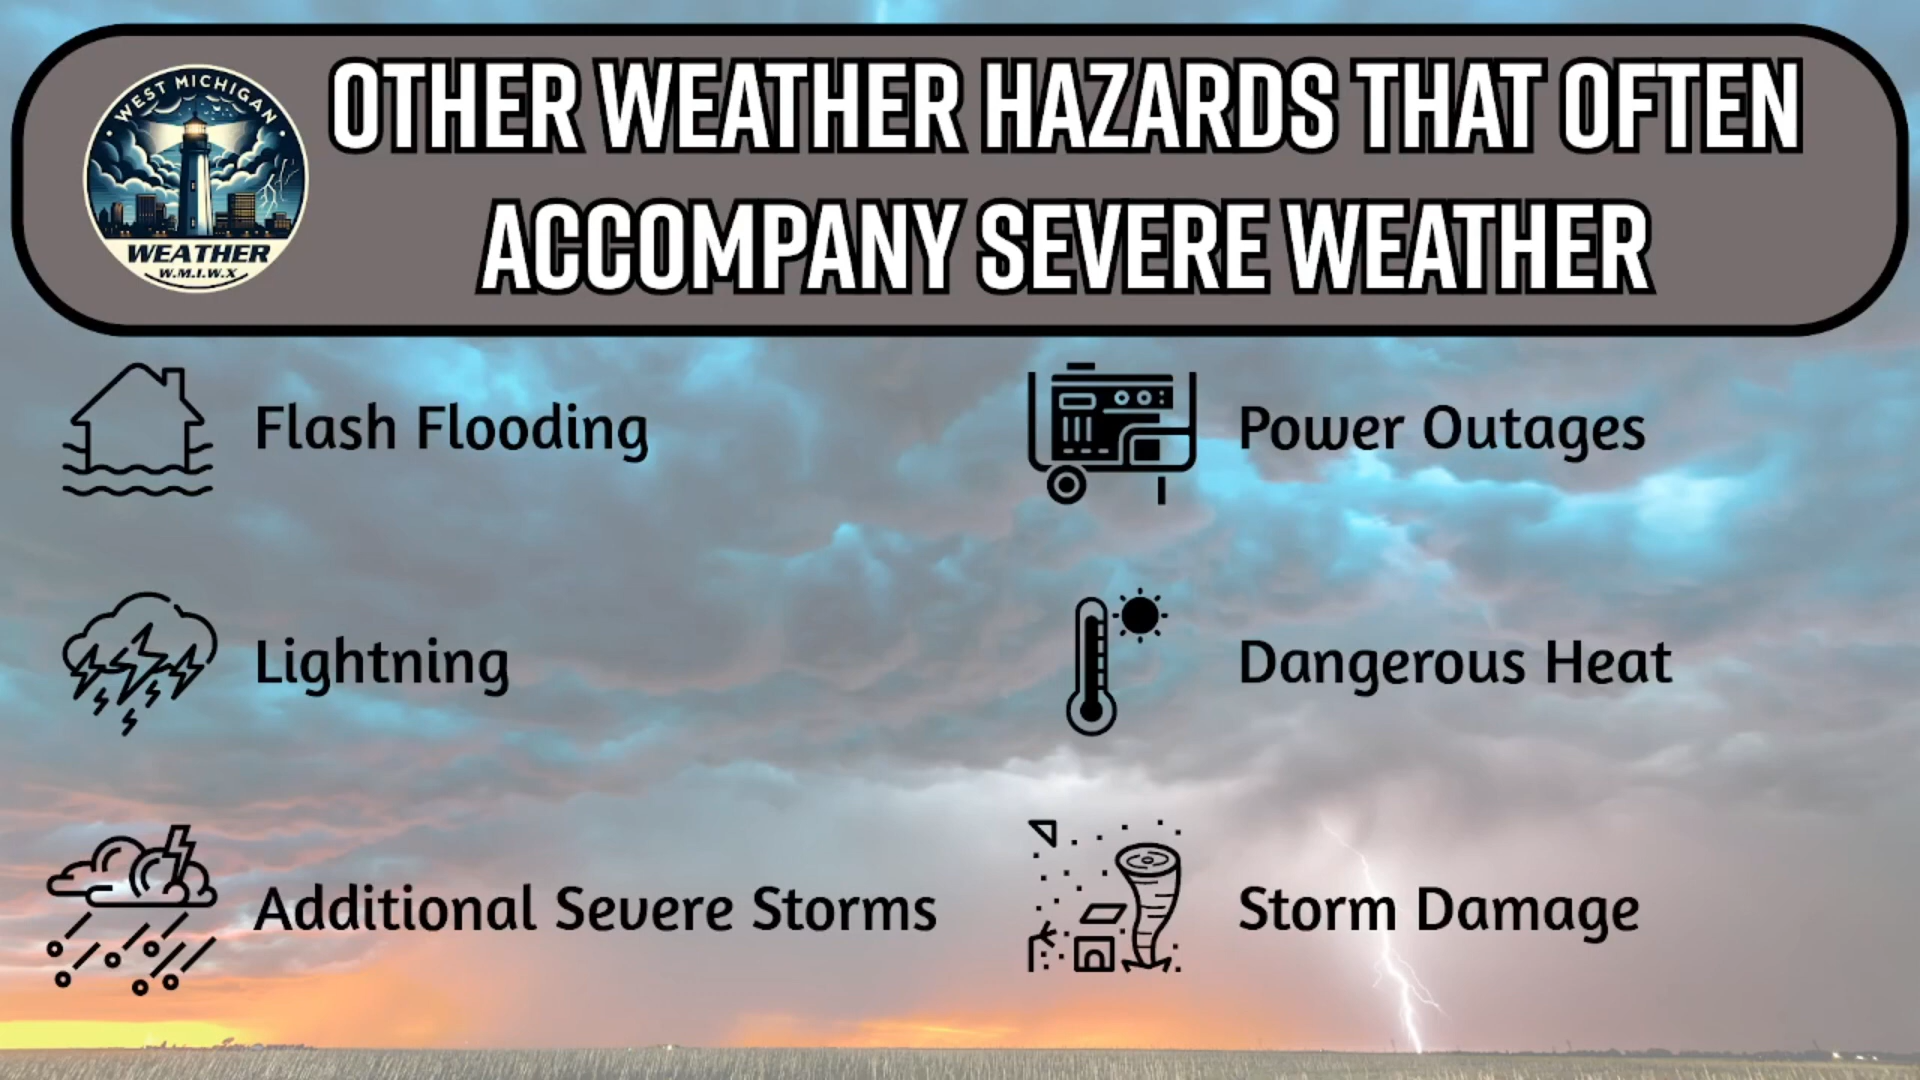 WEST MICHIGAN
WEATHER
W.M.I.W.X
OTHER WEATHER HAZARDS THAT OFTEN
ACCOMPANY SEVERE WEATHER
Flash Flooding
Power Outages
Lightning
Dangerous Heat
Additional Severe Storms
Storm Damage